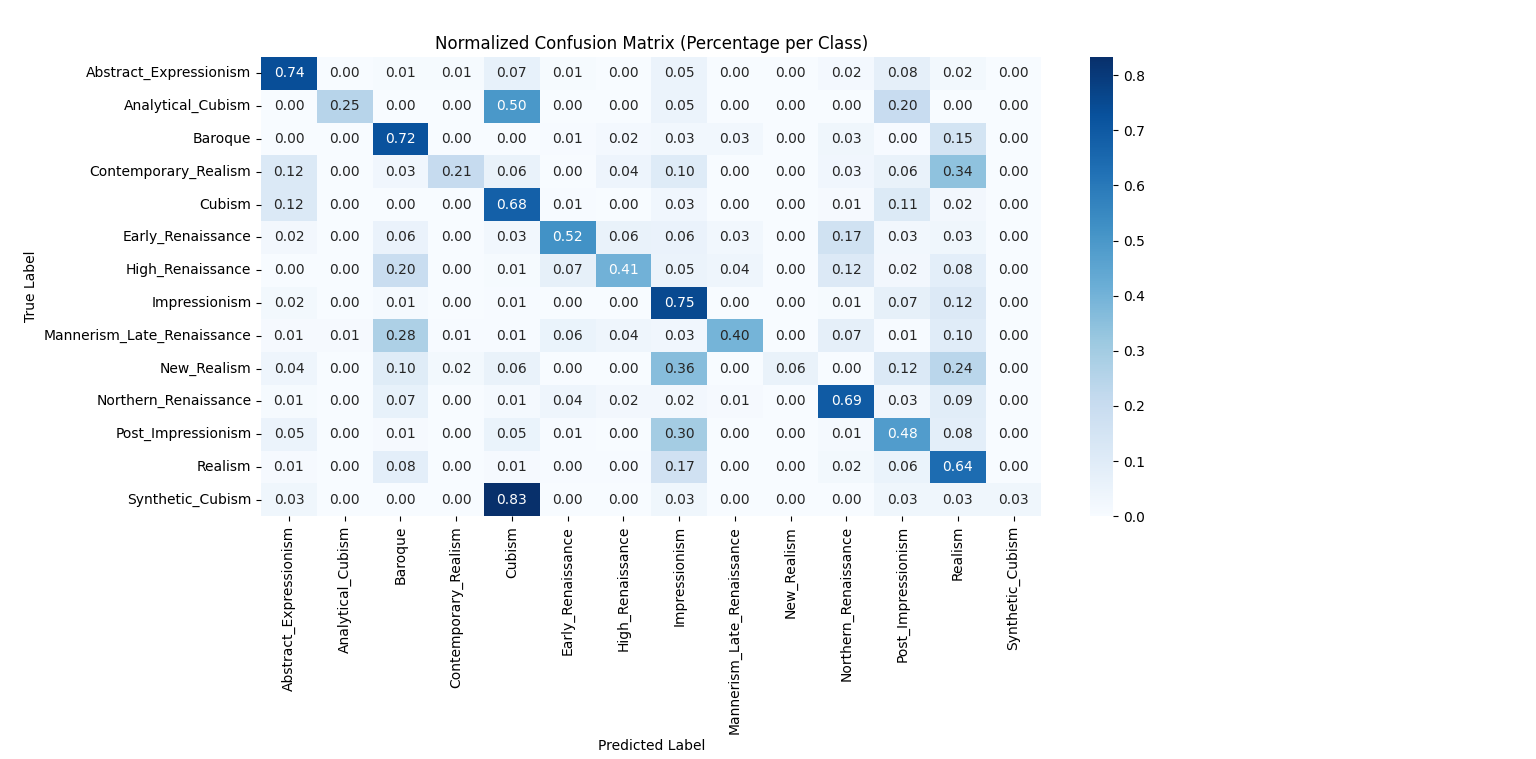 Normalized Confusion Matrix (Percentage per Class)
Abstract_Expressionism 0.74 0.00 0.01 0.01 0.07 0.01 0.00 0.05 0.00 0.00 0.02 0.08 0.02 0.00
Analytical_Cubism 0.00 0.25 0.00 0.00 0.50 0.00 0.00 0.05 0.00 0.00 0.00 0.20 0.00 0.00
Baroque 0.00 0.00 0.72 0.00 0.00 0.01 0.02 0.03 0.03 0.00 0.03 0.00 0.15 0.00
Contemporary_Realism 0.12 0.00 0.03 0.21 0.06 0.00 0.04 0.10 0.00 0.00 0.03 0.06 0.34 0.00
Cubism 0.12 0.00 0.00 0.00 0.68 0.01 0.00 0.03 0.00 0.00 0.01 0.11 0.02 0.00
Early_Renaissance 0.02 0.00 0.06 0.00 0.03 0.52 0.06 0.06 0.03 0.00 0.17 0.03 0.03 0.00
High_Renaissance 0.00 0.00 0.20 0.00 0.01 0.07 0.41 0.05 0.04 0.00 0.12 0.02 0.08 0.00
Impressionism 0.02 0.00 0.01 0.00 0.01 0.00 0.00 0.75 0.00 0.00 0.01 0.07 0.12 0.00
Mannerism_Late_Renaissance 0.01 0.01 0.28 0.01 0.01 0.06 0.04 0.03 0.40 0.00 0.07 0.01 0.10 0.00
New_Realism 0.04 0.00 0.10 0.02 0.06 0.00 0.00 0.36 0.00 0.06 0.00 0.12 0.24 0.00
Northern_Renaissance 0.01 0.00 0.07 0.00 0.01 0.04 0.02 0.02 0.01 0.00 0.69 0.03 0.09 0.00
Post_Impressionism 0.05 0.00 0.01 0.00 0.05 0.01 0.00 0.30 0.00 0.00 0.01 0.48 0.08 0.00
Realism 0.01 0.00 0.08 0.00 0.01 0.00 0.00 0.17 0.00 0.00 0.02 0.06 0.64 0.00
Synthetic_Cubism 0.03 0.00 0.00 0.00 0.83 0.00 0.00 0.03 0.00 0.00 0.00 0.03 0.03 0.03
True Label
Abstract_Expressionism
Analytical_Cubism
Baroque
Contemporary_Realism
Cubism
Early_Renaissance
High_Renaissance
Impressionism
Mannerism_Late_Renaissance
New_Realism
Northern_Renaissance
Post_Impressionism
Realism
Synthetic_Cubism
Predicted Label
0.8
0.7
0.6
0.5
0.4
0.3
0.2
0.1
0.0